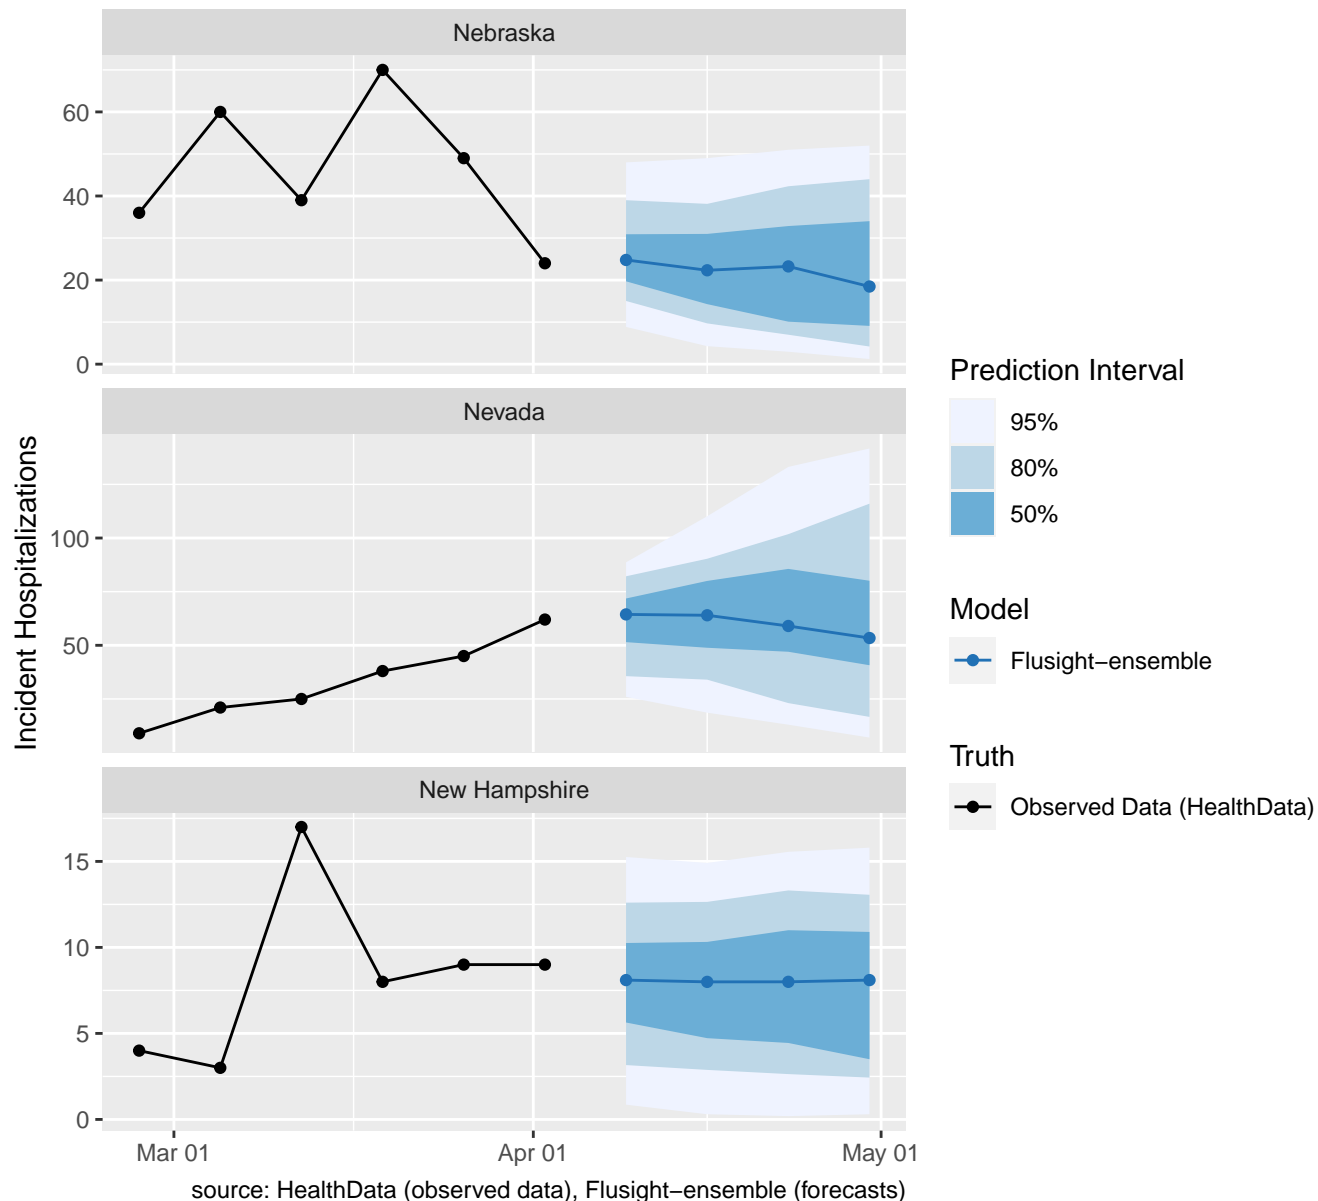 Nebraska
60
40
20
0
Nevada
100
50
New Hampshire
15
10
5
0
Mar 01
Apr 01
May 01
Incident Hospitalizations
source: HealthData (observed data), Flusight−ensemble (forecasts)
Prediction Interval
95%
80%
50%
Model
Flusight−ensemble
Truth
Observed Data (HealthData)